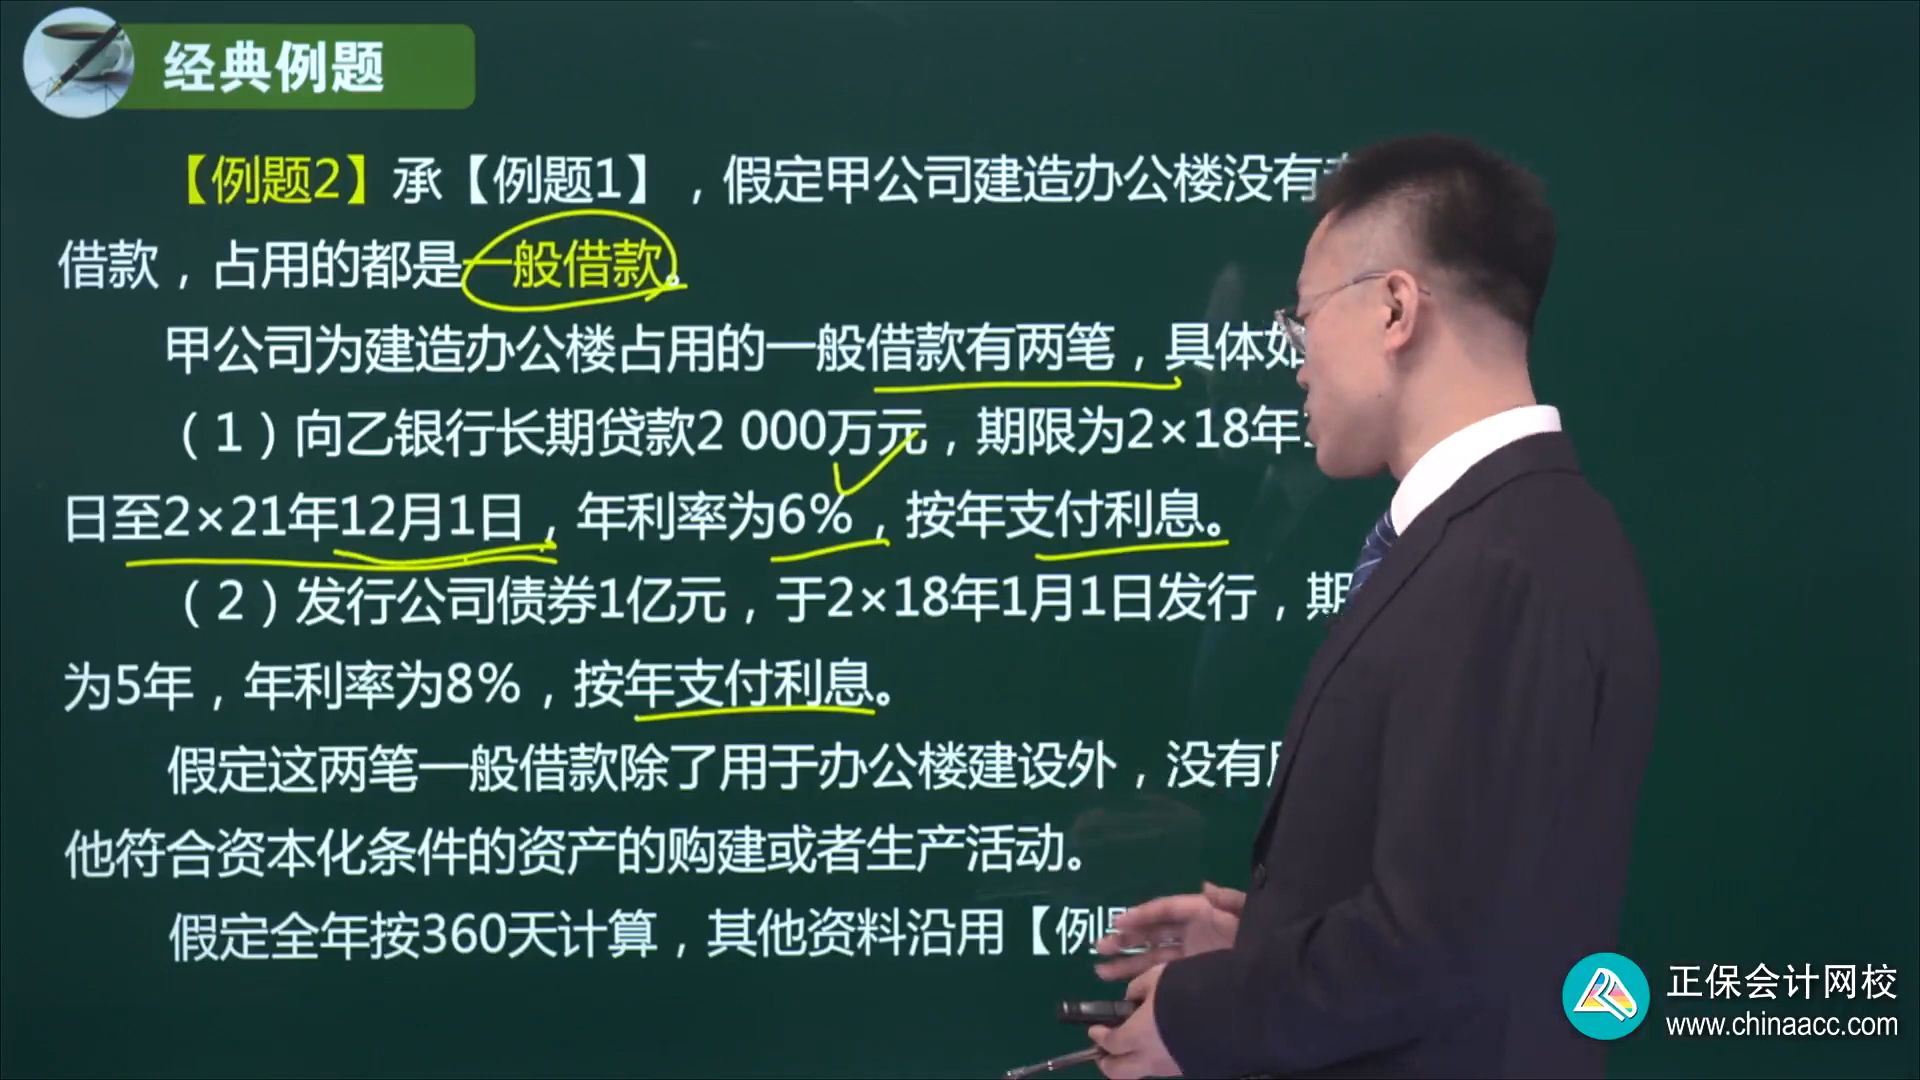 经典例题
【例题2】承【例题1】，假定甲公司建造办公楼没有
借款，占用的都是一般借款。
甲公司为建造办公楼占用的一般借款有两笔，具体如
（1）向乙银行长期贷款2 000万元，期限为2×18年
日至2×21年12月1日，年利率为6%，按年支付利息。
（2）发行公司债券1亿元，于2×18年1月1日发行，期
为5年，年利率为8%，按年支付利息。
假定这两笔一般借款除了用于办公楼建设外，没有
他符合资本化条件的资产的购建或者生产活动。
假定全年按360天计算，其他资料沿用【例题
正保会计网校
www.chinaacc.com